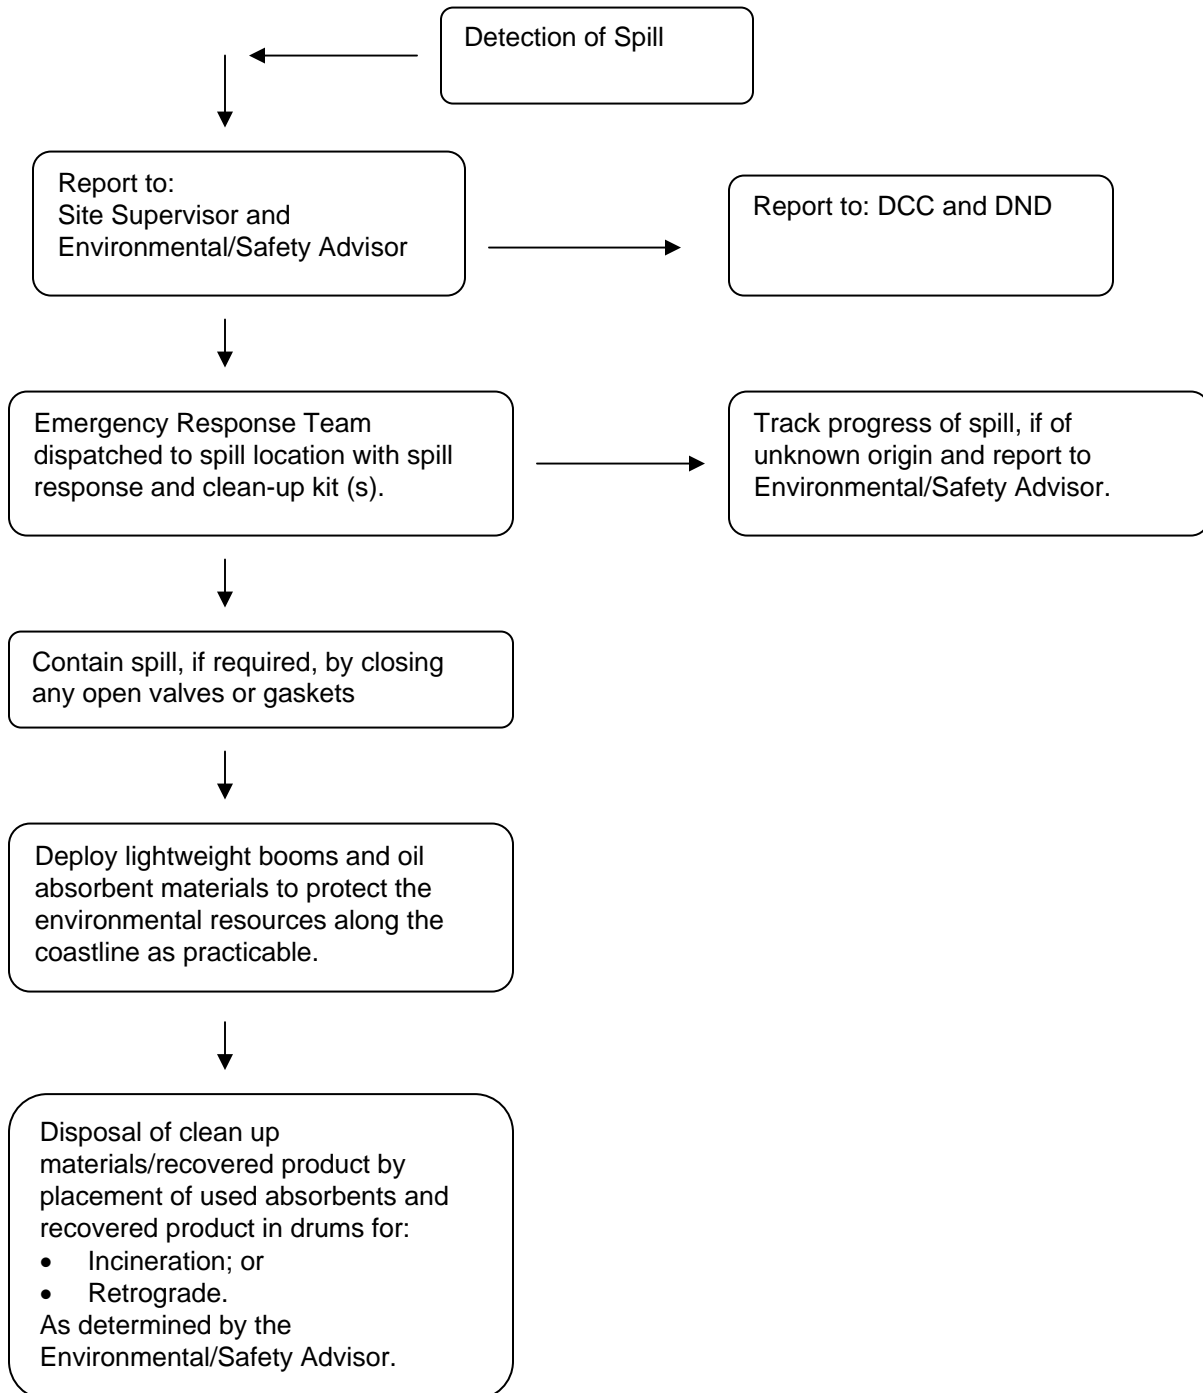 Detection of Spill
Report to:
Site Supervisor and
Environmental/Safety Advisor
Report to: DCC and DND
Emergency Response Team
dispatched to spill location with spill
response and clean-up kit (s).
Track progress of spill, if of
unknown origin and report to
Environmental/Safety Advisor.
Contain spill, if required, by closing
any open valves or gaskets
Deploy lightweight booms and oil
absorbent materials to protect the
environmental resources along the
coastline as practicable.
Disposal of clean up
materials/recovered product by
placement of used absorbents and
recovered product in drums for:
• Incineration; or
• Retrograde.
As determined by the
Environmental/Safety Advisor.